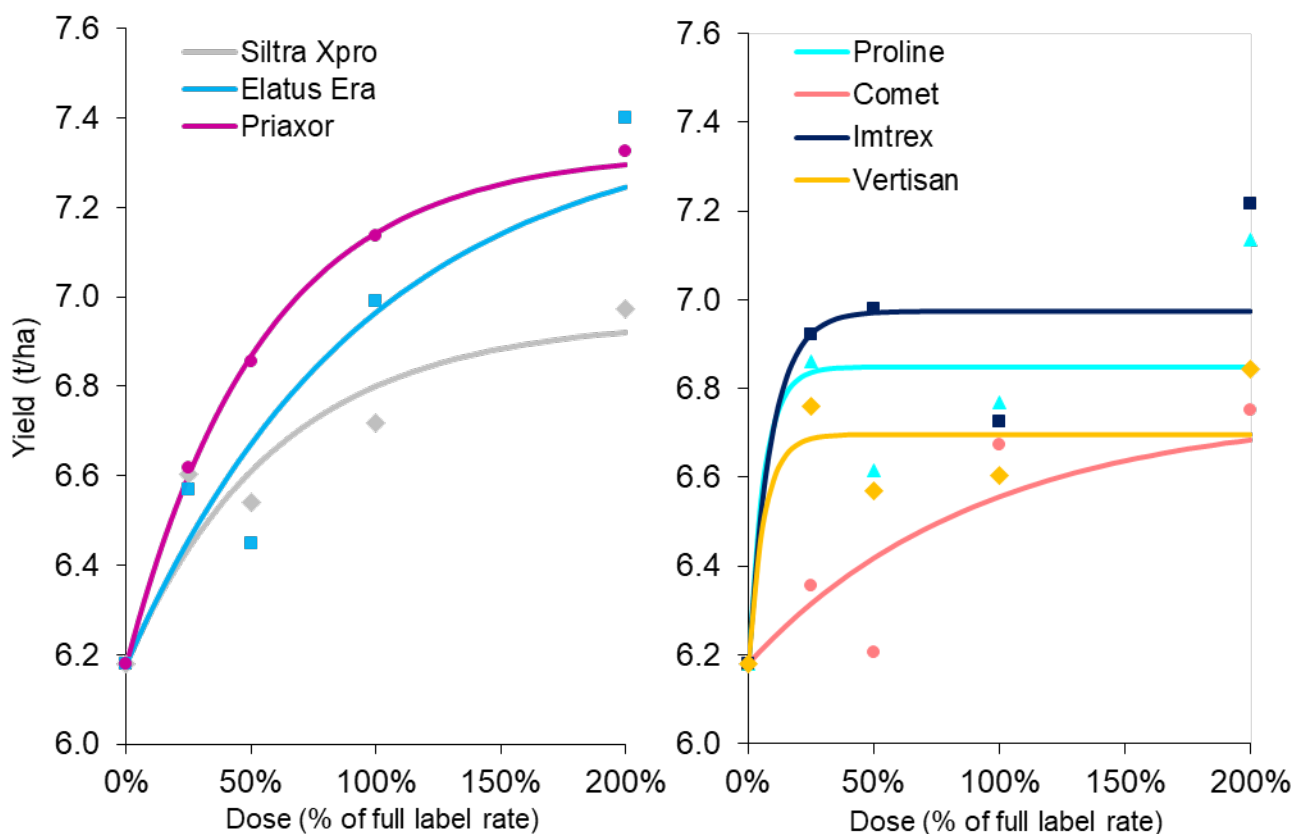 7.6
7.4
7.2
7.0
6.8
6.6
6.4
6.2
6.0
Yield (t/ha)
Siltra Xpro
Elatus Era
Priaxor
0% 50% 100% 150% 200%
Dose (% of full label rate)
7.6
7.4
7.2
7.0
6.8
6.6
6.4
6.2
6.0
Proline
Comet
Imtrex
Vertisan
0% 50% 100% 150% 200%
Dose (% of full label rate)